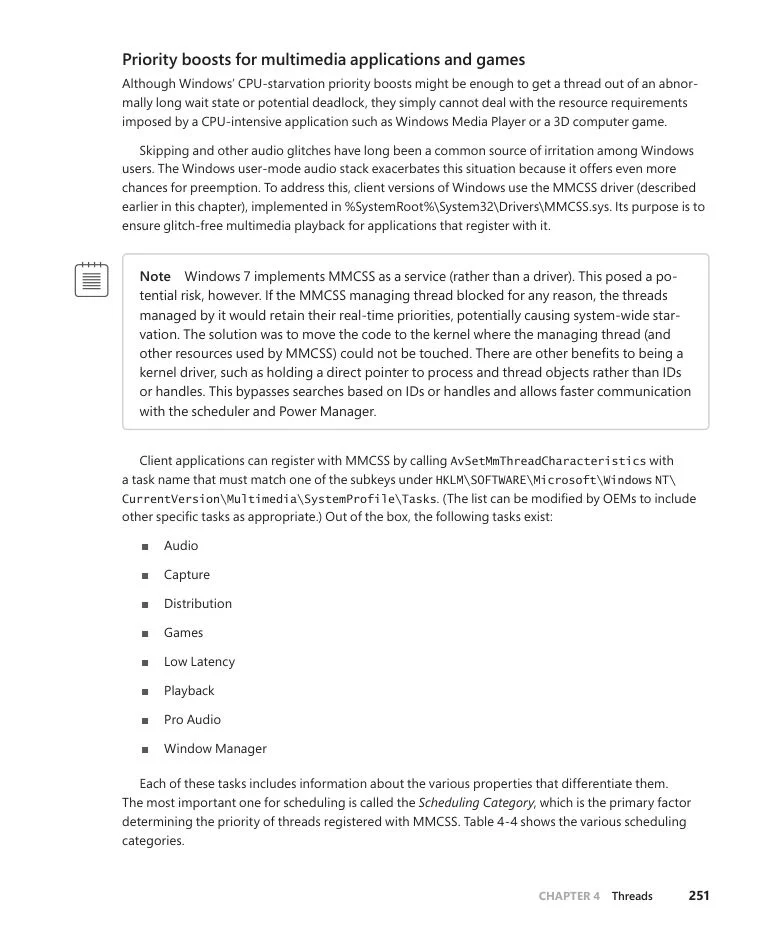 Priority boosts for multimedia applications and games
Although Windows’ CPU-starvation priority boosts might be enough to get a thread out of an abnor-
mally long wait state or potential deadlock, they simply cannot deal with the resource requirements
imposed by a CPU-intensive application such as Windows Media Player or a 3D computer game.
Skipping and other audio glitches have long been a common source of irritation among Windows
users. The Windows user-mode audio stack exacerbates this situation because it offers even more
chances for preemption. To address this, client versions of Windows use the MMCSS driver (described
earlier in this chapter), implemented in %SystemRoot%\System32\Drivers\MMCSS.sys. Its purpose is to
ensure glitch-free multimedia playback for applications that register with it.
Note Windows 7 implements MMCSS as a service (rather than a driver). This posed a po-
tential risk, however. If the MMCSS managing thread blocked for any reason, the threads
managed by it would retain their real-time priorities, potentially causing system-wide star-
vation. The solution was to move the code to the kernel where the managing thread (and
other resources used by MMCSS) could not be touched. There are other benefits to being a
kernel driver, such as holding a direct pointer to process and thread objects rather than IDs
or handles. This bypasses searches based on IDs or handles and allows faster communication
with the scheduler and Power Manager.
Client applications can register with MMCSS by calling AvSetMmThreadCharacteristics with
a task name that must match one of the subkeys under HKLM\SOFTWARE\Microsoft\Windows NT\
CurrentVersion\Multimedia\SystemProfile\Tasks. (The list can be modified by OEMs to include
other specific tasks as appropriate.) Out of the box, the following tasks exist:
■ Audio
■ Capture
■ Distribution
■ Games
■ Low Latency
■ Playback
■ Pro Audio
■ Window Manager
Each of these tasks includes information about the various properties that differentiate them.
The most important one for scheduling is called the Scheduling Category, which is the primary factor
determining the priority of threads registered with MMCSS. Table 4-4 shows the various scheduling
categories.
CHAPTER 4 Threads 251